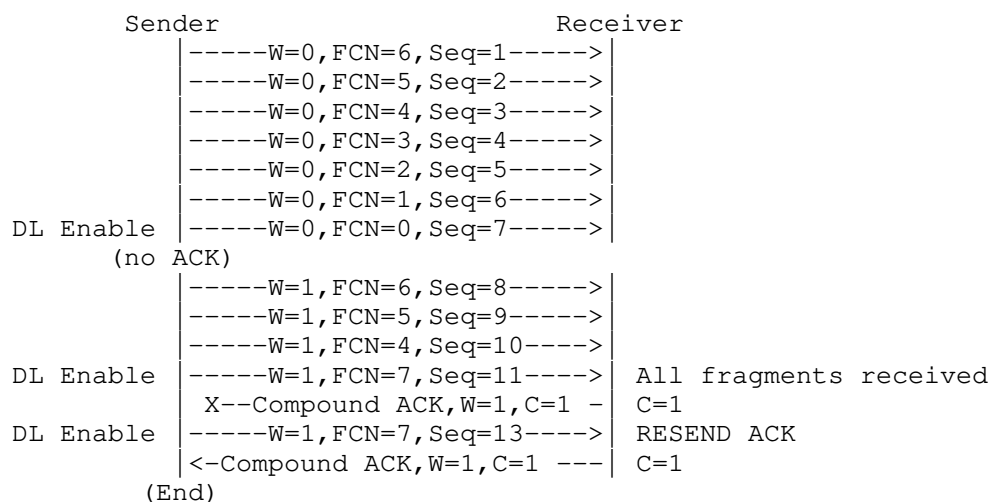 Sender                         Receiver
          |-----W=0,FCN=6,Seq=1----->|
          |-----W=0,FCN=5,Seq=2----->|
          |-----W=0,FCN=4,Seq=3----->|
          |-----W=0,FCN=3,Seq=4----->|
          |-----W=0,FCN=2,Seq=5----->|
          |-----W=0,FCN=1,Seq=6----->|
DL Enable |-----W=0,FCN=0,Seq=7----->|
      (no ACK)
          |-----W=1,FCN=6,Seq=8----->|
          |-----W=1,FCN=5,Seq=9----->|
          |-----W=1,FCN=4,Seq=10---->|
DL Enable |-----W=1,FCN=7,Seq=11---->| All fragments received
          | X--Compound ACK,W=1,C=1 -| C=1
DL Enable |-----W=1,FCN=7,Seq=13---->| RESEND ACK
          |<-Compound ACK,W=1,C=1 ---| C=1
        (End)